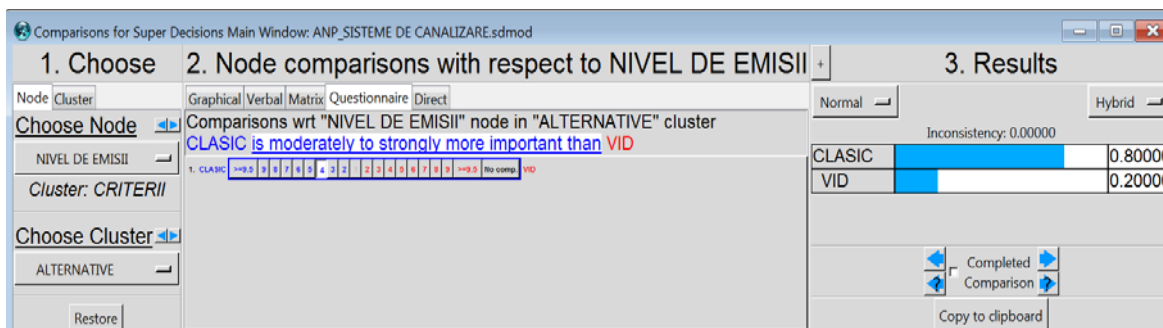 Comparisons for Super Decisions Main Window: ANP_SISTEME DE CANALIZARE.sdmod
1. Choose
2. Node comparisons with respect to NIVEL DE EMISII
+
3. Results
Node Cluster
Graphical Verbal Matrix Questionnaire Direct
Normal
Hybrid
Choose Node
Comparisons wrt "NIVEL DE EMISII" node in "ALTERNATIVE" cluster
CLASIC is moderately to strongly more important than VID
Inconsistency: 0.00000
NIVEL DE EMISII
1. CLASIC >=9.5 9 8 7 6 5 4 3 2 2 3 4 5 6 7 8 9 >=9.5 No comp. VID
CLASIC 0.80000
VID 0.20000
Cluster: CRITERII
Choose Cluster
ALTERNATIVE
Completed
Comparison
Restore
Copy to clipboard